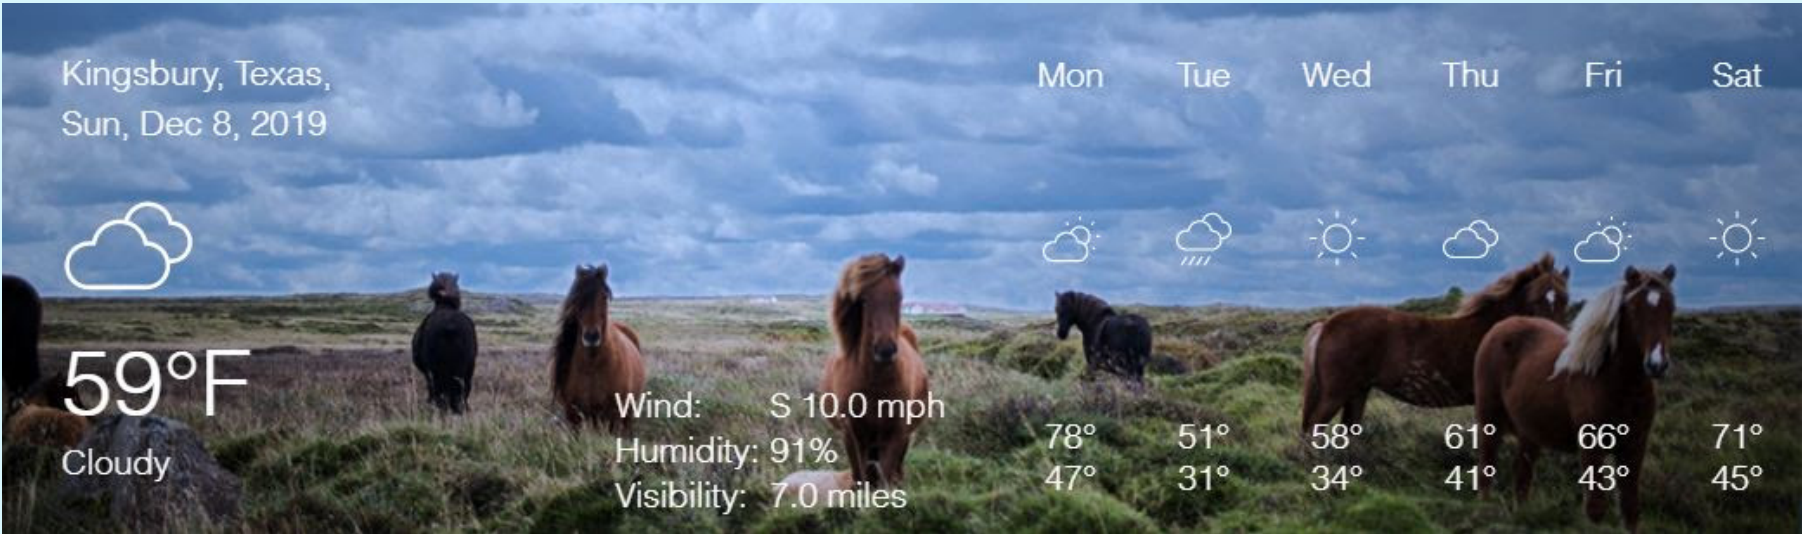 Kingsbury, Texas,
Sun, Dec 8, 2019
59°F
Cloudy
Wind: S 10.0 mph
Humidity: 91%
Visibility: 7.0 miles
Mon Tue Wed Thu Fri Sat
78° 51° 58° 61° 66° 71°
47° 31° 34° 41° 43° 45°